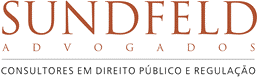 SUNDFELD
ADVOGADOS
CONSULTORES EM DIREITO PÚBLICO E REGULAÇÃO